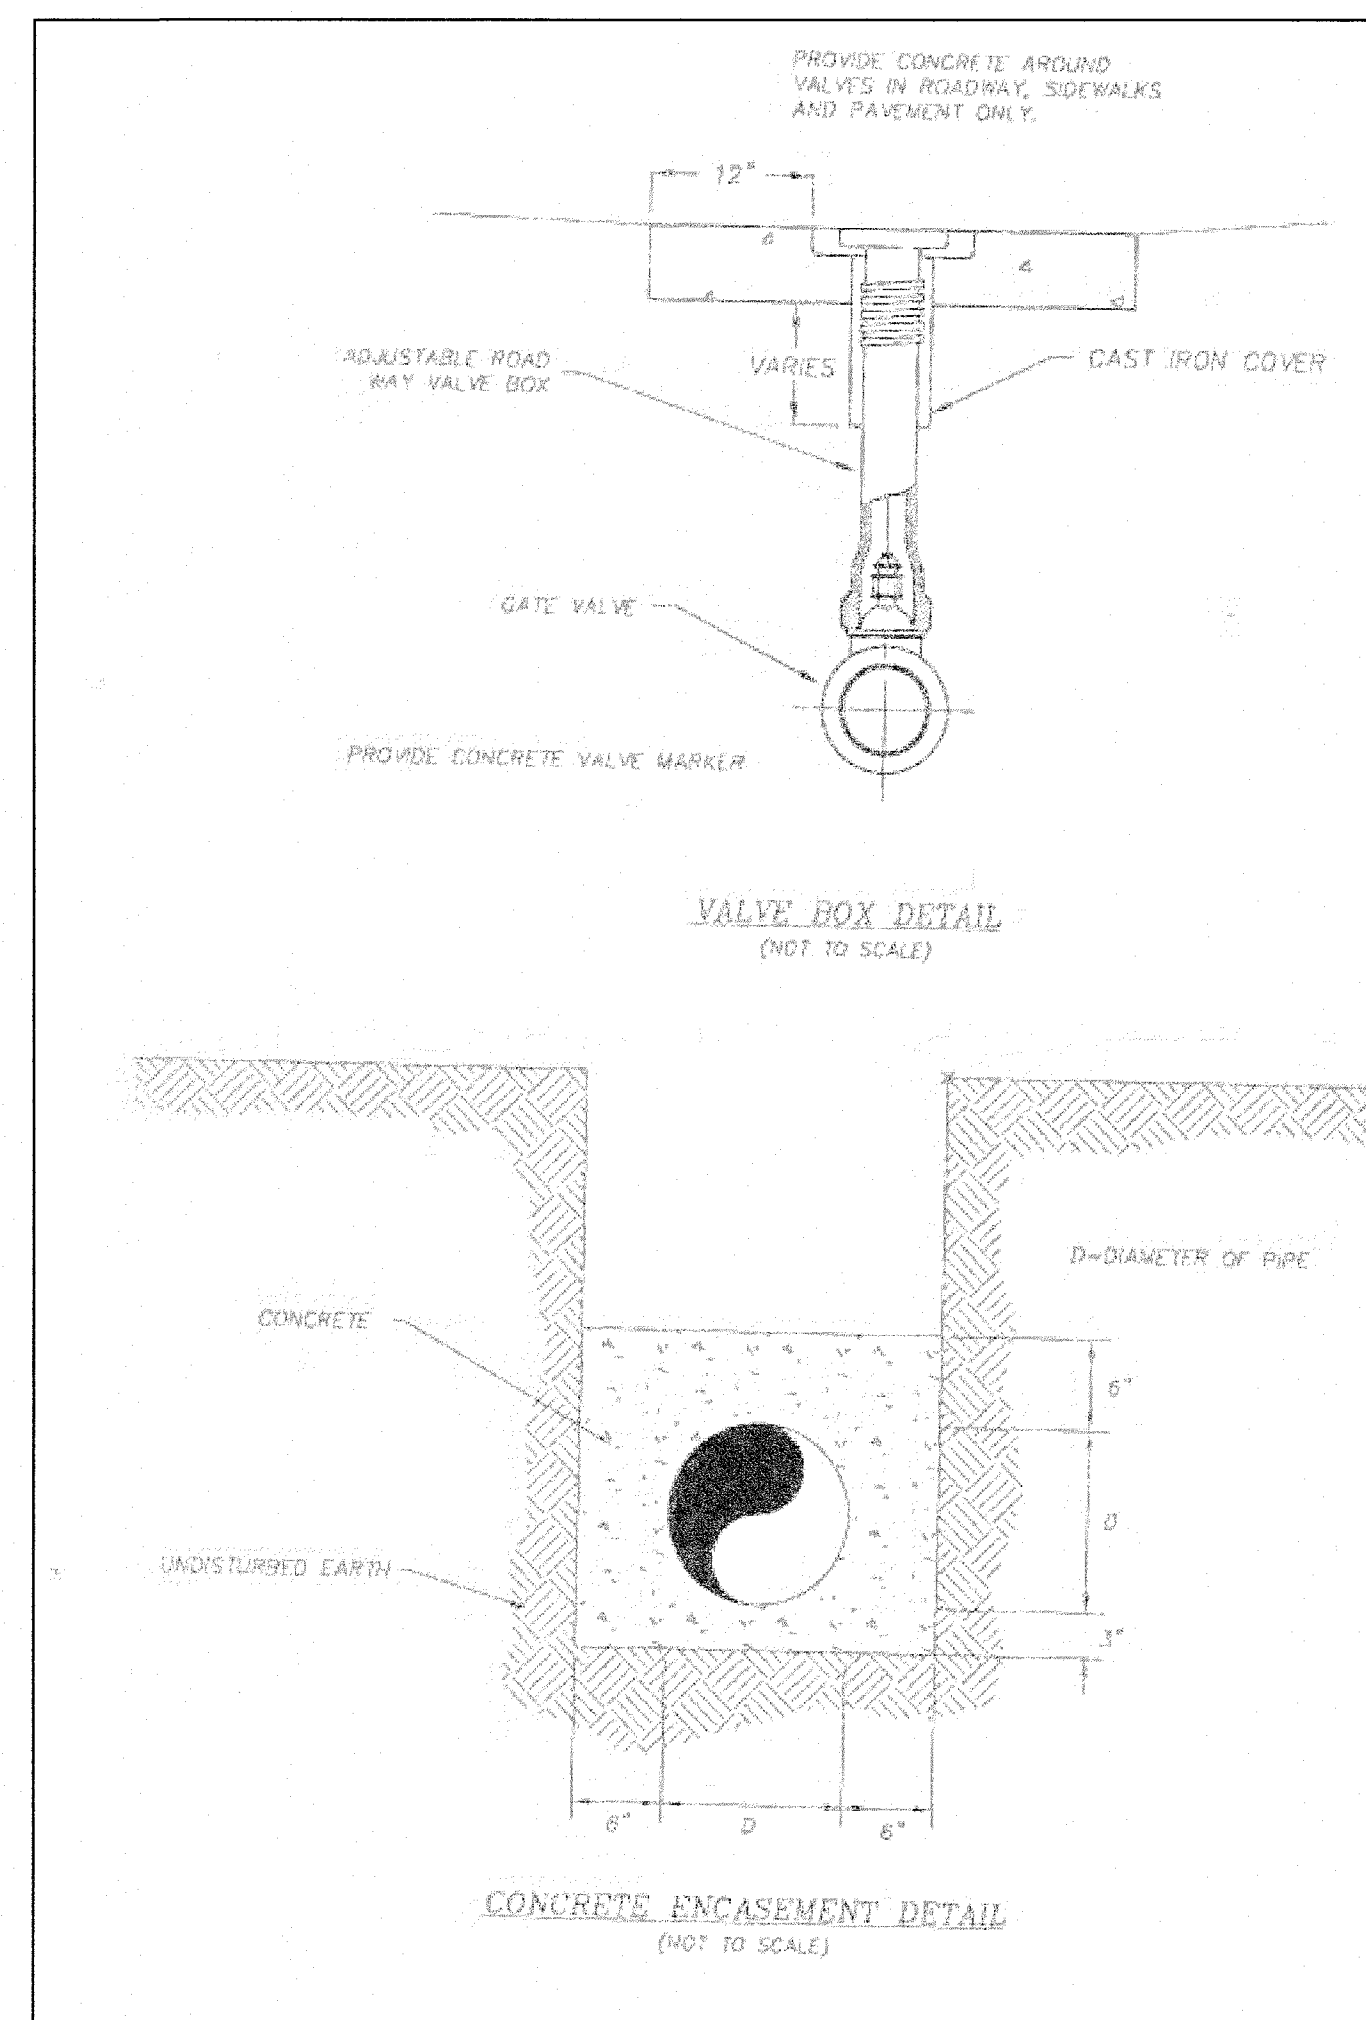 PROVIDE CONCRETE AROUND
VALVES IN ROADWAY, SIDEWALKS
AND PAVEMENT ONLY.
12"
ADJUSTABLE ROAD
WAY VALVE BOX
VARIES
CAST IRON COVER
GATE VALVE
PROVIDE CONCRETE VALVE MARKER
VALVE BOX DETAIL
(NOT TO SCALE)
D=DIAMETER OF PIPE
CONCRETE
6"
D
UNDISTURBED EARTH
3"
6"
D
6"
CONCRETE ENCASEMENT DETAIL
(NOT TO SCALE)